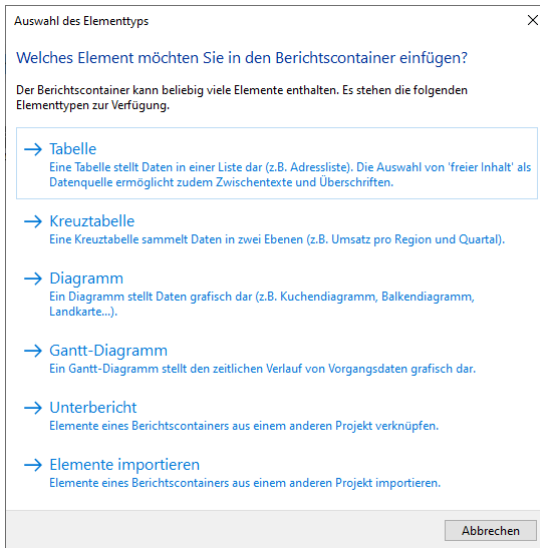 Auswahl des Elementtyps
Welches Element möchten Sie in den Berichtscontainer einfügen?
Der Berichtscontainer kann beliebig viele Elemente enthalten. Es stehen die folgenden
Elementtypen zur Verfügung.
Tabelle
Eine Tabelle stellt Daten in einer Liste dar (z.B. Adressliste). Die Auswahl von 'freier Inhalt' als
Datenquelle ermöglicht zudem Zwischentexte und Überschriften.
Kreuztabelle
Eine Kreuztabelle sammelt Daten in zwei Ebenen (z.B. Umsatz pro Region und Quartal).
Diagramm
Ein Diagramm stellt Daten grafisch dar (z.B. Kuchendiagramm, Balkendiagramm,
Landkarte...).
Gantt-Diagramm
Ein Gantt-Diagramm stellt den zeitlichen Verlauf von Vorgangsdaten grafisch dar.
Unterbericht
Elemente eines Berichtscontainers aus einem anderen Projekt verknüpfen.
Elemente importieren
Elemente eines Berichtscontainers aus einem anderen Projekt importieren.
Abbrechen